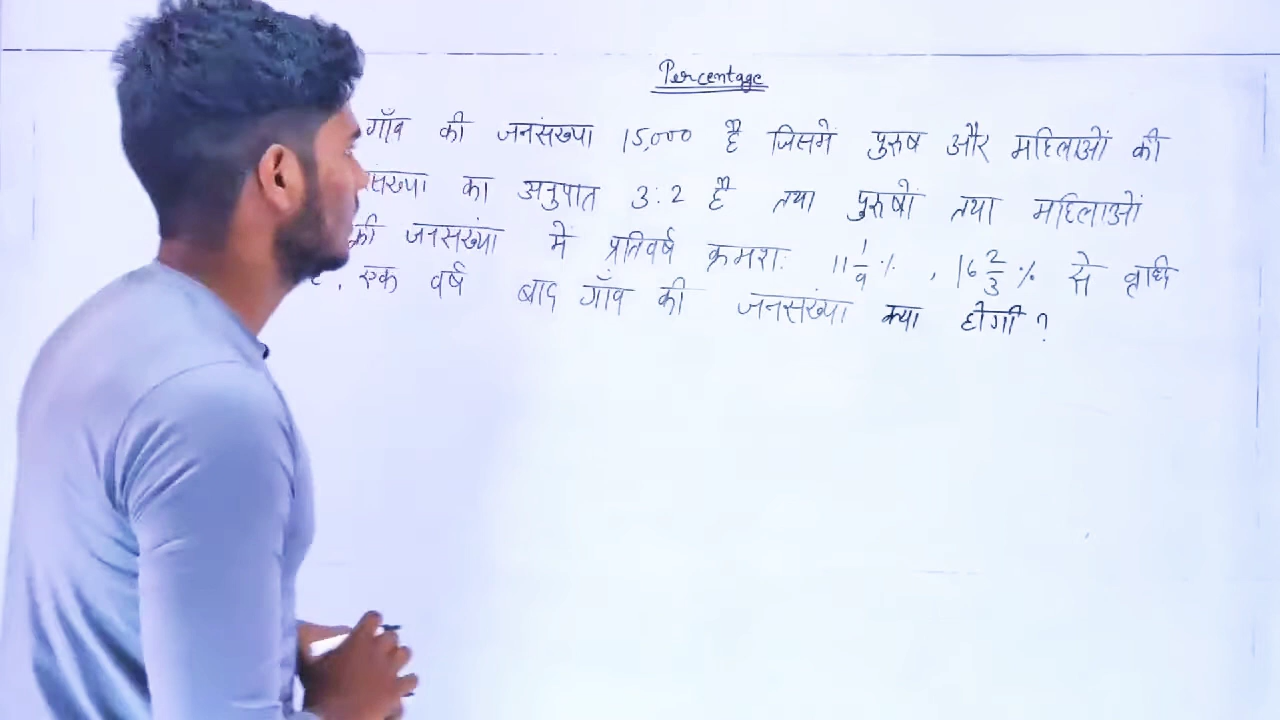 Percentage
गाँव की जनसंख्या 15,000 है जिसमें पुरुष और महिलाओं की
का अनुपात 3:2 है तथा पुरुषों तथा महिलाओं
की जनसंख्या में प्रतिवर्ष क्रमशः 11 1/9 % , 16 2/3 % से वृद्धि
एक वर्ष बाद गाँव की जनसंख्या क्या होगी ?